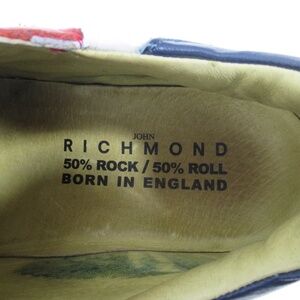 JOHN
RICHMOND
50% ROCK / 50% ROLL
BORN IN ENGLAND